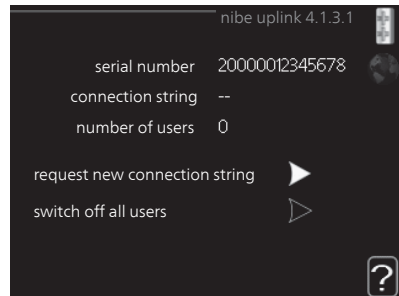 nibe uplink 4.1.3.1
serial number 20000012345678
connection string --
number of users 0
request new connection string
switch off all users
?